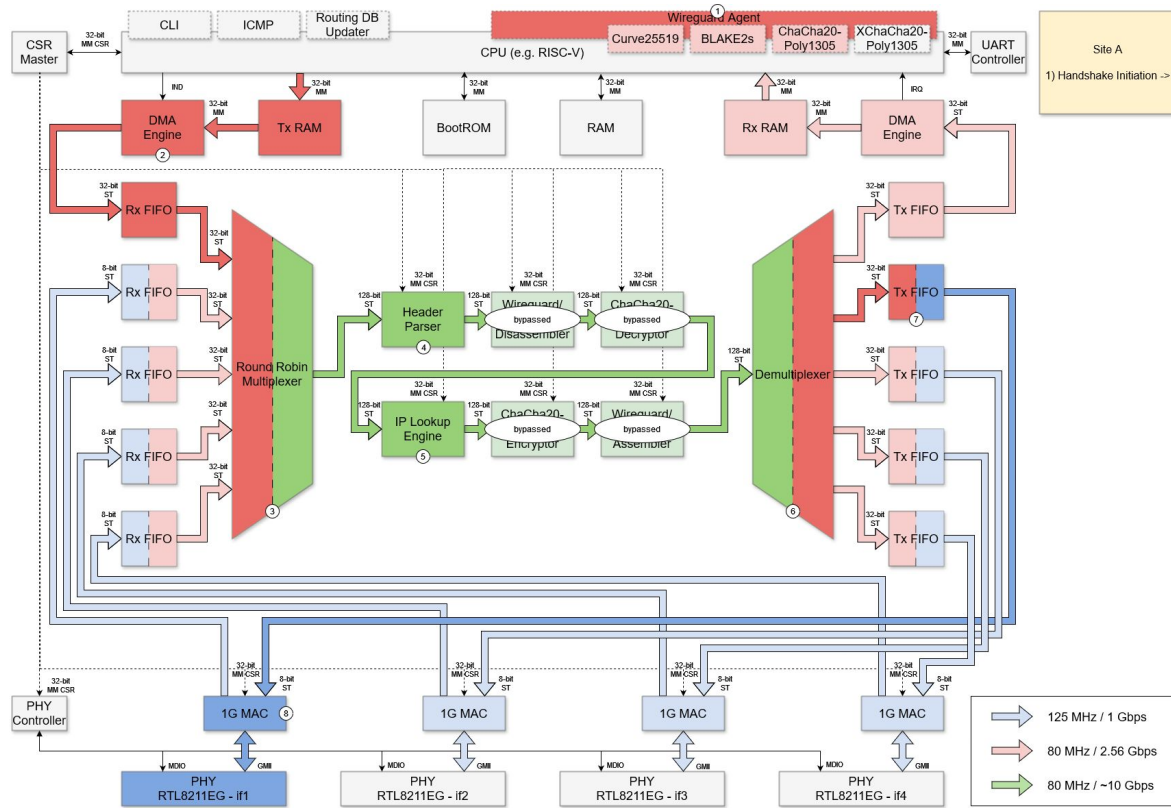 CLI
ICMP
Routing DB
Updater
1
Wireguard Agent
Curve25519
BLAKE2s
ChaCha20-
Poly1305
XChaCha20-
Poly1305
CSR
Master
32-bit
MM CSR
CPU (e.g. RISC-V)
32-bit
MM
UART
Controller
Site A
1) Handshake Initiation ->
IND
32-bit
MM
32-bit
MM
32-bit
MM
32-bit
MM
IRQ
32-bit
ST
DMA
Engine
2
32-bit
MM
Tx RAM
BootROM
RAM
Rx RAM
32-bit
MM
DMA
Engine
32-bit
ST
Rx FIFO
32-bit
ST
32-bit
ST
Tx FIFO
8-bit
ST
Rx FIFO
32-bit
ST
32-bit
ST
Tx FIFO
7
8-bit
ST
Rx FIFO
32-bit
ST
32-bit
ST
Tx FIFO
8-bit
ST
Rx FIFO
32-bit
ST
32-bit
ST
Tx FIFO
8-bit
ST
Rx FIFO
32-bit
ST
32-bit
ST
Tx FIFO
Round Robin
Multiplexer
3
32-bit
MM CSR
32-bit
MM CSR
32-bit
MM CSR
128-bit
ST
Header
Parser
4
128-bit
ST
Wireguard/
Disassembler
bypassed
128-bit
ST
ChaCha20-
Decryptor
bypassed
32-bit
MM CSR
32-bit
MM CSR
32-bit
MM CSR
128-bit
ST
IP Lookup
Engine
5
128-bit
ST
ChaCha20-
Encryptor
bypassed
128-bit
ST
Wireguard/
Assembler
bypassed
128-bit
ST
Demultiplexer
6
32-bit
MM CSR
PHY
Controller
32-bit
MM CSR
8-bit
ST
1G MAC
8
32-bit
MM CSR
8-bit
ST
1G MAC
32-bit
MM CSR
8-bit
ST
1G MAC
32-bit
MM CSR
8-bit
ST
1G MAC
MDIO
GMII
MDIO
GMII
MDIO
GMII
MDIO
GMII
PHY
RTL8211EG - if1
PHY
RTL8211EG - if2
PHY
RTL8211EG - if3
PHY
RTL8211EG - if4
125 MHz / 1 Gbps
80 MHz / 2.56 Gbps
80 MHz / ~10 Gbps